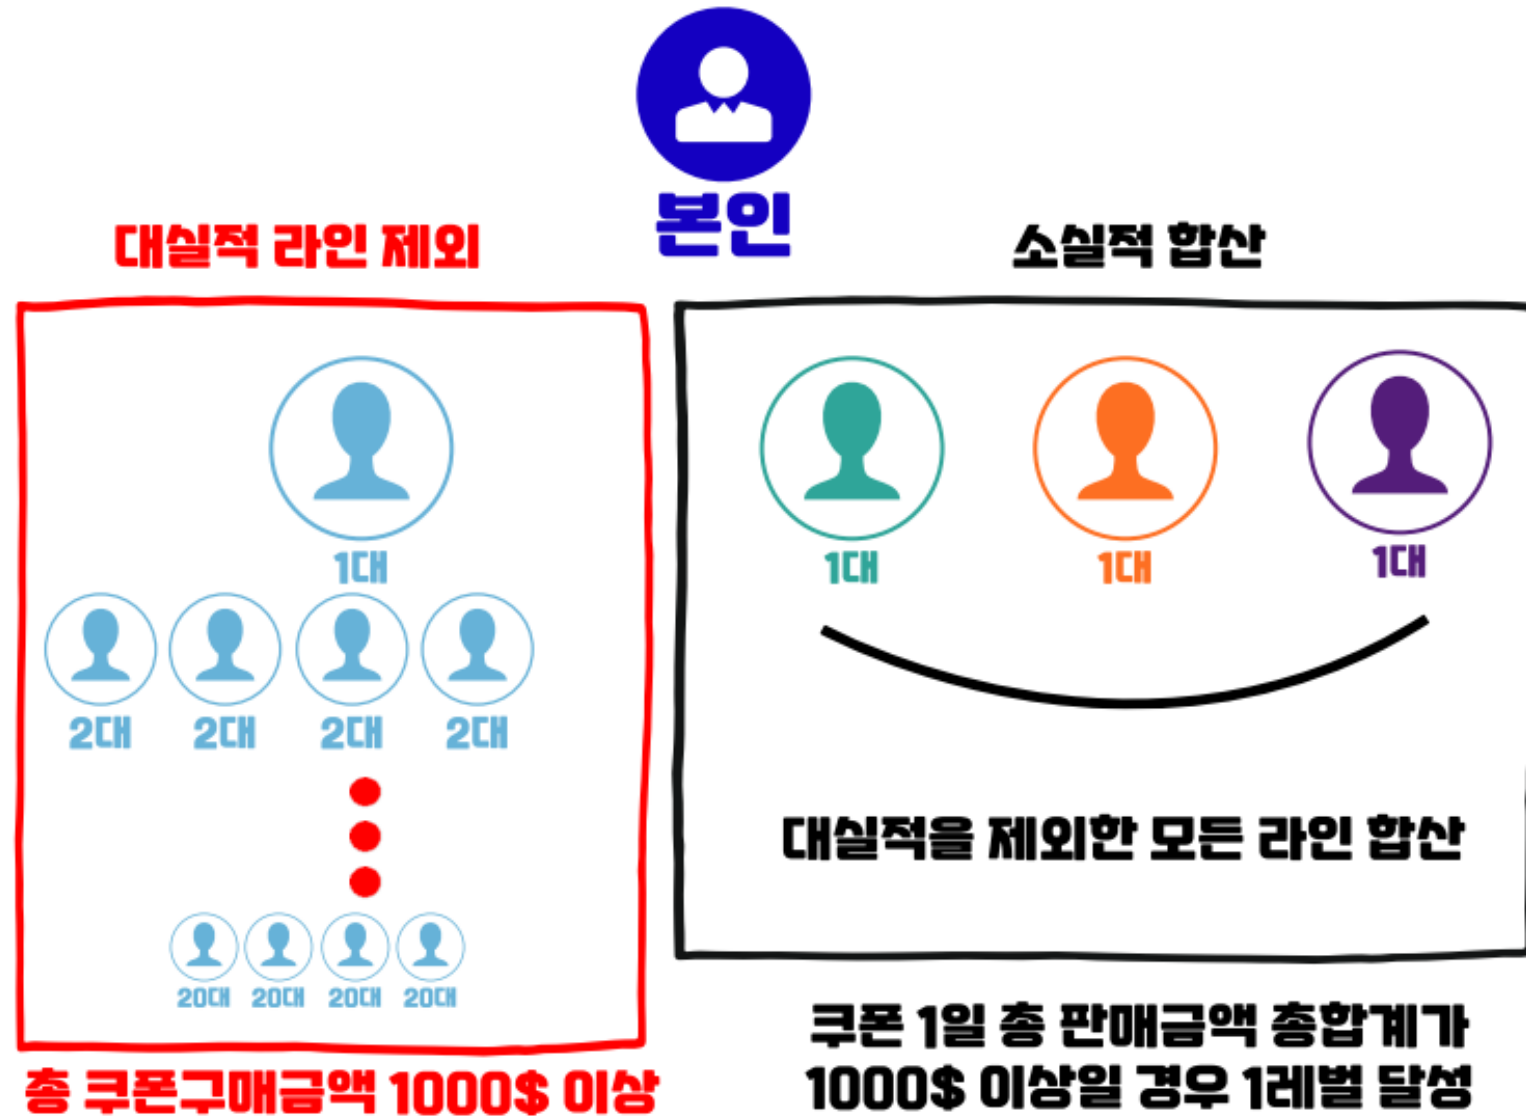 본인
대실적 라인 제외
소실적 합산
1대
1대
1대
1대
2대 2대 2대 2대
대실적을 제외한 모든 라인 합산
20대 20대 20대 20대
쿠폰 1일 총 판매금액 총합계가
총 쿠폰구매금액 1000$ 이상
1000$ 이상일 경우 1레벨 달성